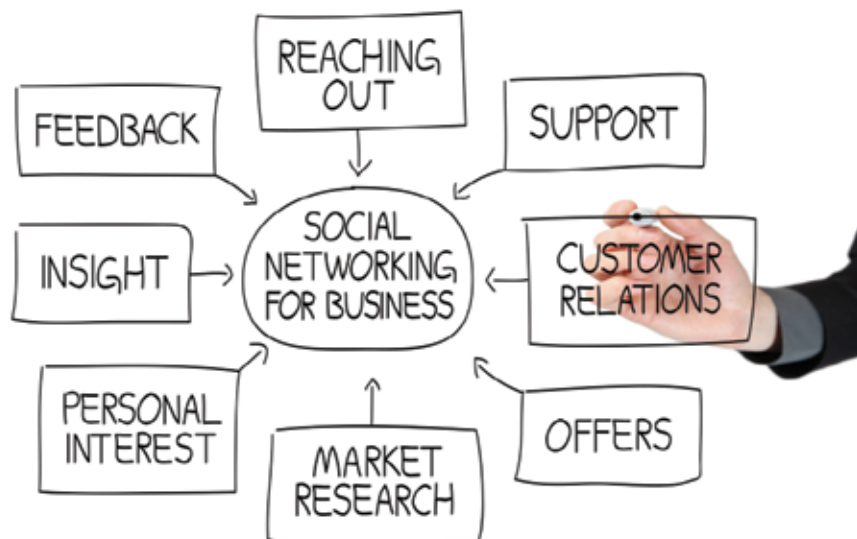 REACHING
OUT
FEEDBACK
SUPPORT
SOCIAL
NETWORKING
FOR BUSINESS
INSIGHT
CUSTOMER
RELATIONS
PERSONAL
INTEREST
MARKET
RESEARCH
OFFERS